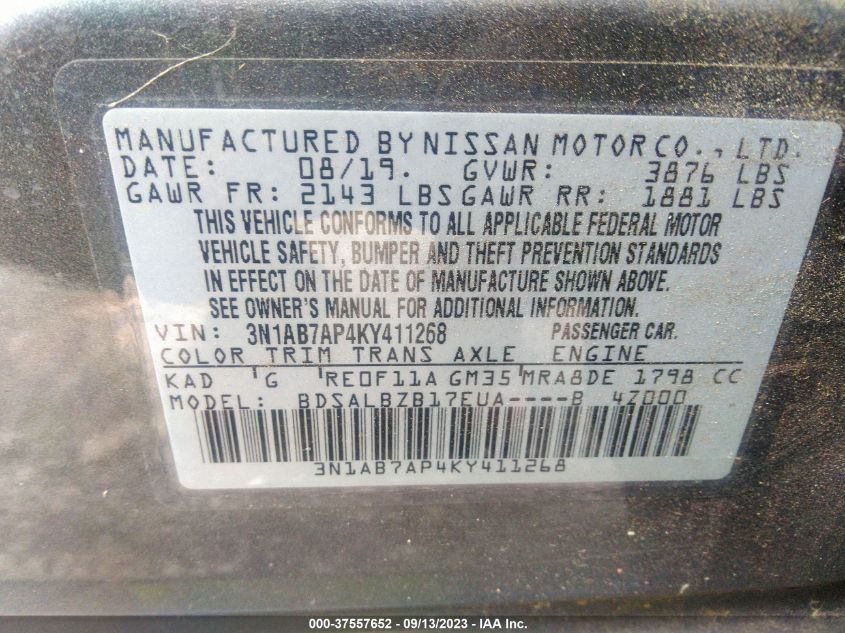 MANUFACTURED BY NISSAN MOTOR CO., LTD.
DATE: 08/19. GVWR: 3876 LBS
GAWR FR: 2143 LBS GAWR RR: 1881 LBS
THIS VEHICLE CONFORMS TO ALL APPLICABLE FEDERAL MOTOR
VEHICLE SAFETY, BUMPER AND THEFT PREVENTION STANDARDS
IN EFFECT ON THE DATE OF MANUFACTURE SHOWN ABOVE.
SEE OWNER'S MANUAL FOR ADDITIONAL INFORMATION.
VIN: 3N1AB7AP4KY411268 PASSENGER CAR.
COLOR TRIM TRANS AXLE ENGINE
KAD 'G 'RE0F11A GM35'MRA8DE 1798 CC
MODEL: BDSALBZB17EUA----B 4Z000
3N1AB7AP4KY411268
000-37557652 - 09/13/2023 - IAA Inc.